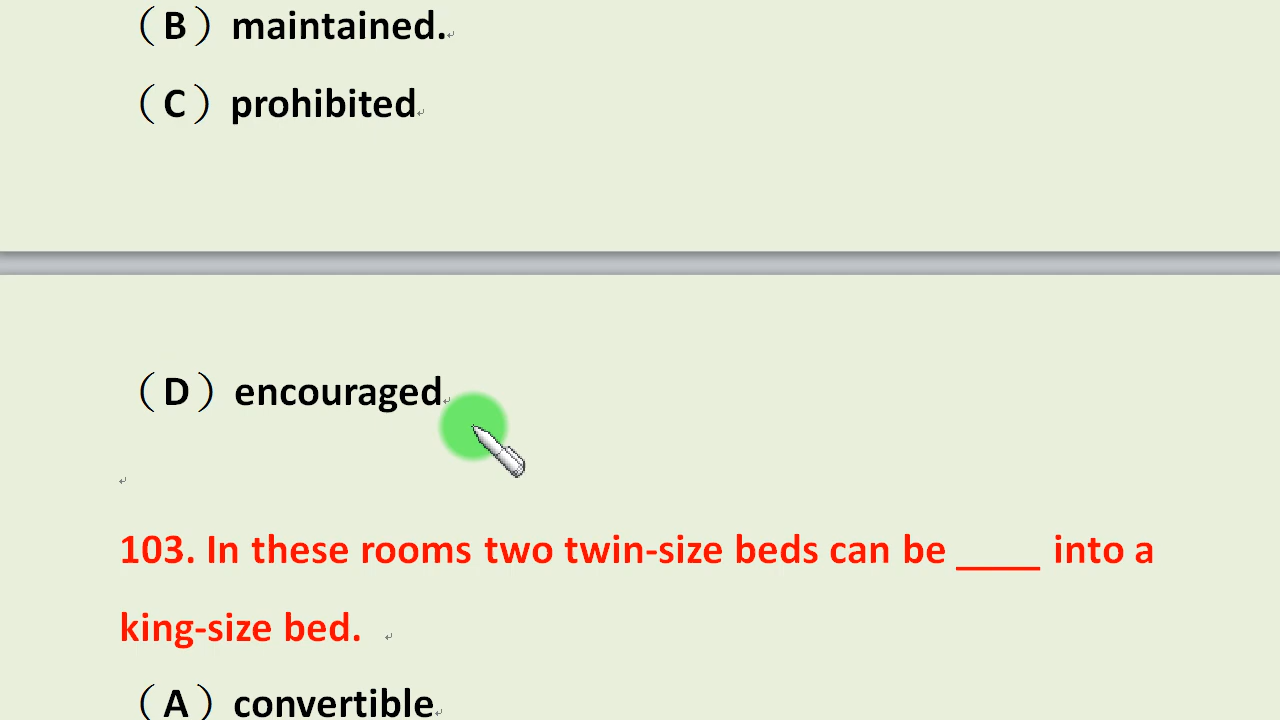 （B）maintained.
（C）prohibited
（D）encouraged
103. In these rooms two twin-size beds can be ____ into a
king-size bed.
（A）convertible